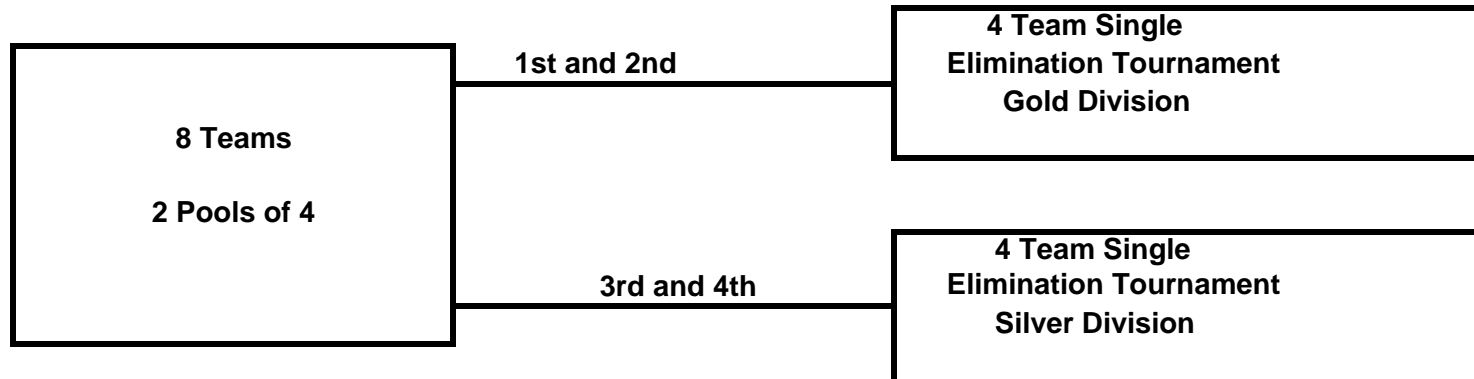 8 Teams
2 Pools of 4
1st and 2nd
4 Team Single
Elimination Tournament
Gold Division
3rd and 4th
4 Team Single
Elimination Tournament
Silver Division